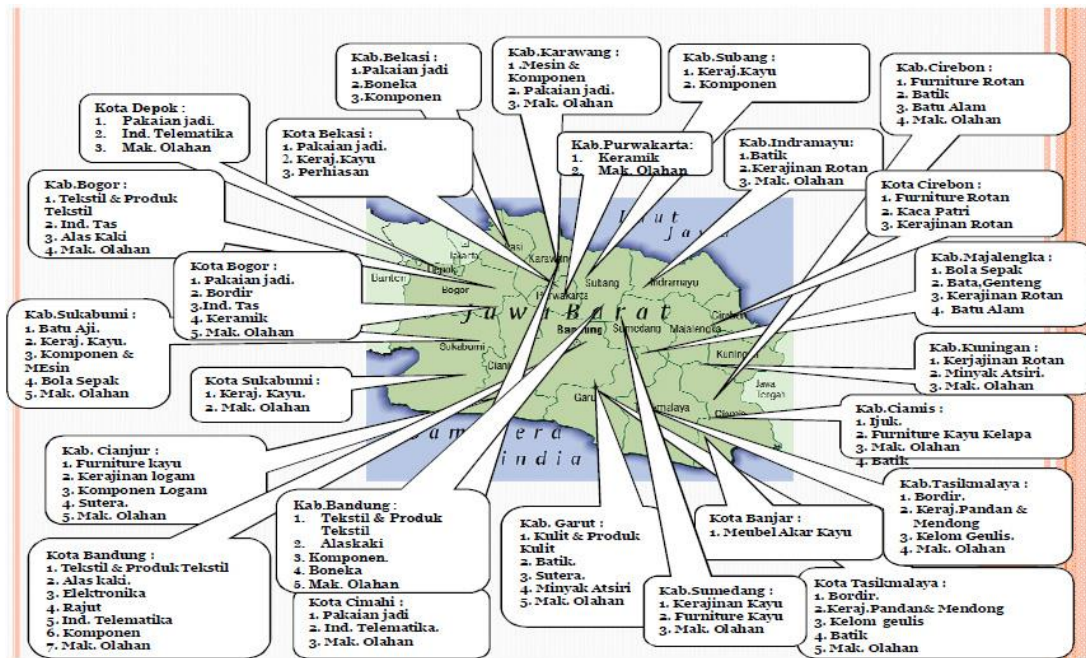 Kab.Bekasi :
1.Pakaian jadi
2.Boneka
3.Komponen
Kab.Karawang :
1 .Mesin &
Komponen
2. Pakaian jadi.
3. Mak. Olahan
Kab.Subang :
1. Keraj.Kayu
2. Komponen
Kab.Cirebon :
1. Furniture Rotan
2. Batik
3. Batu Alam
4. Mak. Olahan
Kota Depok :
1. Pakaian jadi.
2. Ind. Telematika
3. Mak. Olahan
Kota Bekasi :
1. Pakaian jadi.
2. Keraj.Kayu
3. Perhiasan
Kab.Purwakarta:
1. Keramik
2. Mak. Olahan
Kab.Indramayu:
1.Batik
2.Kerajinan Rotan
3. Mak. Olahan
Kab.Bogor :
1. Tekstil & Produk
Tekstil
2. Ind. Tas
3. Alas Kaki
4. Mak. Olahan
Kota Cirebon :
1. Furniture Rotan
2. Kaca Patri
3. Kerajinan Rotan
Kota Bogor :
1. Pakaian jadi.
2. Bordir
3.Ind. Tas
4. Keramik
5. Mak. Olahan
Kab.Majalengka :
1. Bola Sepak
2. Bata,Genteng
3. Kerajinan Rotan
4. Batu Alam
Kab.Sukabumi :
1. Batu Aji.
2. Keraj. Kayu.
3. Komponen &
MEsin
4. Bola Sepak
5. Mak. Olahan
Kota Sukabumi :
1. Keraj. Kayu.
2. Mak. Olahan
Kab.Kuningan :
1. Kerjajinan Rotan
2. Minyak Atsiri.
3. Mak. Olahan
Kab.Ciamis :
1. Ijuk.
2. Furniture Kayu Kelapa
3. Mak. Olahan
4. Batik
Kab. Cianjur :
1. Furniture kayu
2. Kerajinan logam
3. Komponen Logam
4. Sutera.
5. Mak. Olahan
Kab.Bandung :
1. Tekstil & Produk
Tekstil
2. Alaskaki
3. Komponen.
4. Boneka
5. Mak. Olahan
Kab. Garut :
1. Kulit & Produk
Kulit
2. Batik.
3. Sutera.
4. Minyak Atsiri
5. Mak. Olahan
Kota Banjar :
1. Meubel Akar Kayu
Kab.Tasikmalaya :
1. Bordir.
2. Keraj.Pandan &
Mendong
3. Kelom Geulis.
4. Mak. Olahan
Kota Bandung :
1. Tekstil & Produk Tekstil
2. Alas kaki.
3. Elektronika
4. Rajut
5. Ind. Telematika
6. Komponen
7. Mak. Olahan
Kota Cimahi :
1. Pakaian jadi
2. Ind. Telematika.
3. Mak. Olahan
Kab.Sumedang :
1. Kerajinan Kayu
2. Furniture Kayu
3. Mak. Olahan
Kota Tasikmalaya :
1. Bordir.
2.Keraj.Pandan& Mendong
3. Kelom geulis
4. Batik
5. Mak. Olahan
Laut
Jawa
Jakarta
Banten
Depok
Bogor
Karawang
Subang
Indramayu
Cirebon
Jawa Barat
Bandung
Sumedang
Majalengka
Sukabumi
Kuningan
Jawa
Tengah
Ciamis
india